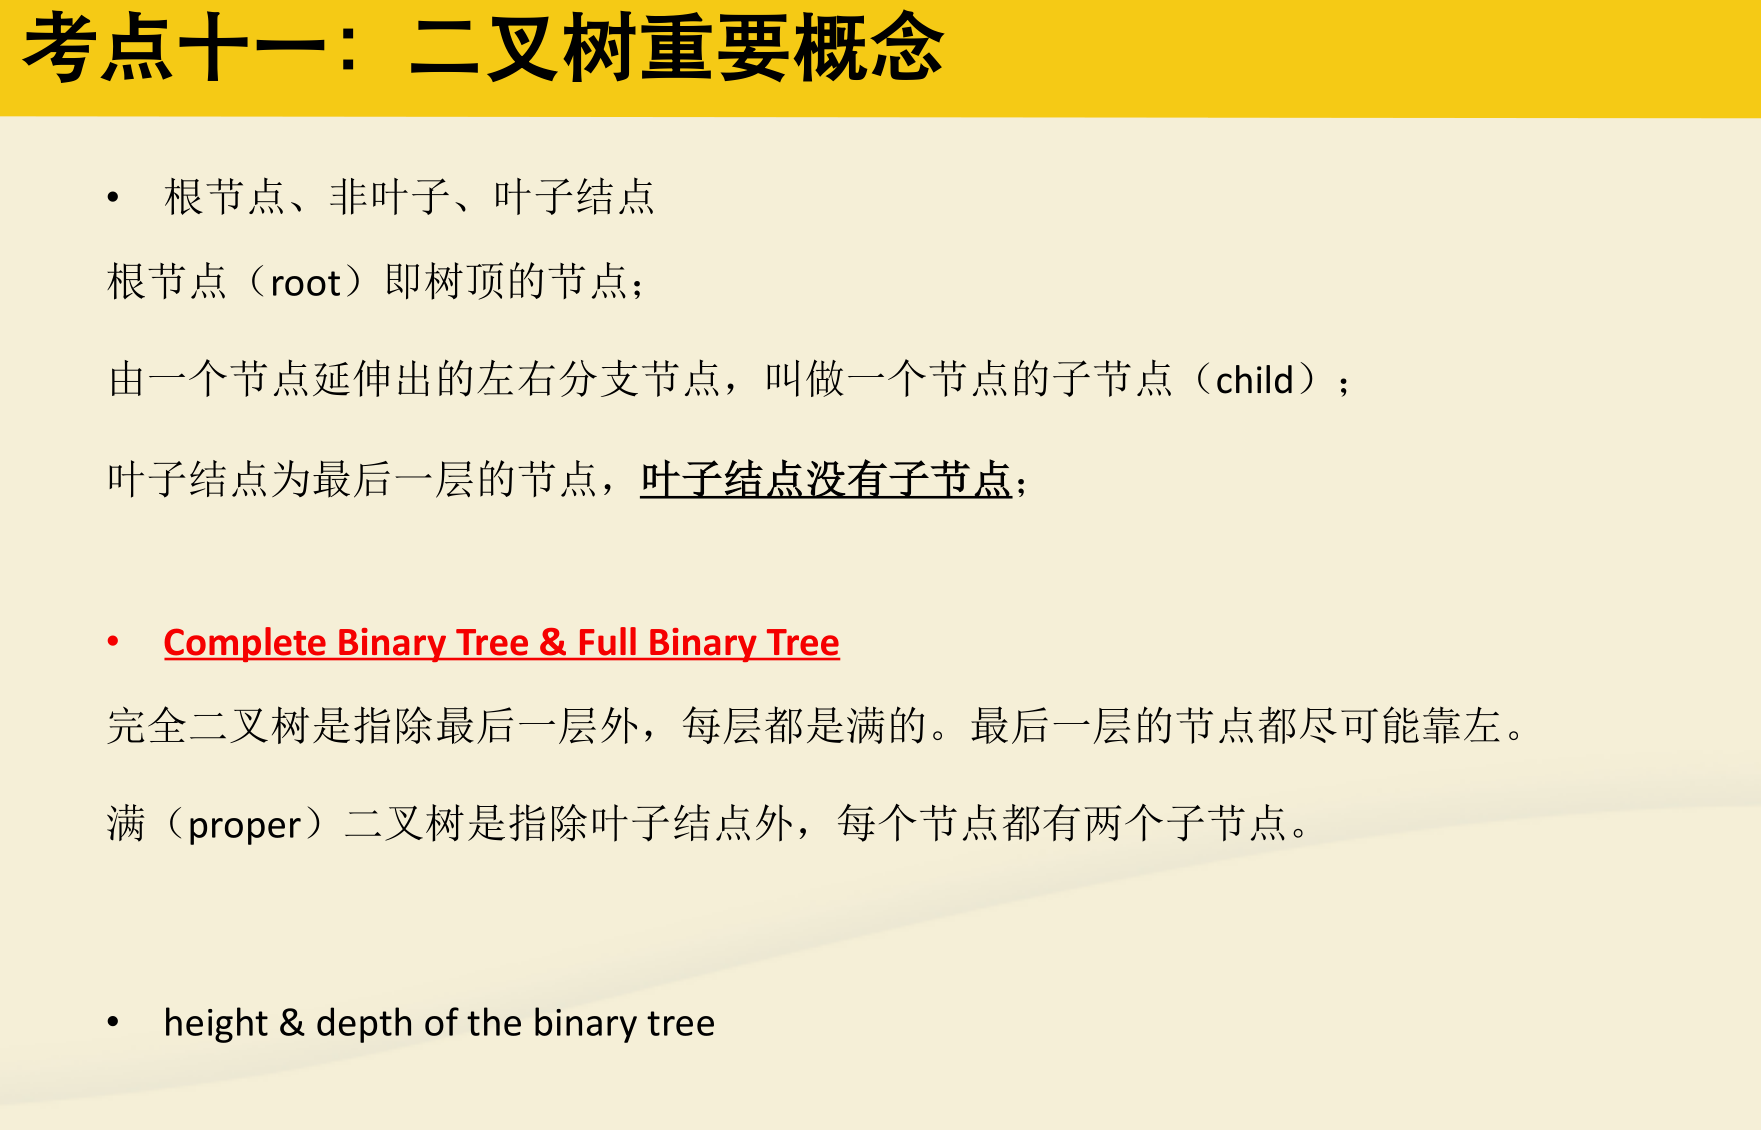 考点十一：二叉树重要概念
• 根节点、非叶子、叶子结点
根节点（root）即树顶的节点；
由一个节点延伸出的左右分支节点，叫做一个节点的子节点（child）；
叶子结点为最后一层的节点，叶子结点没有子节点；
• Complete Binary Tree & Full Binary Tree
完全二叉树是指除最后一层外，每层都是满的。最后一层的节点都尽可能靠左。
满（proper）二叉树是指除叶子结点外，每个节点都有两个子节点。
• height & depth of the binary tree